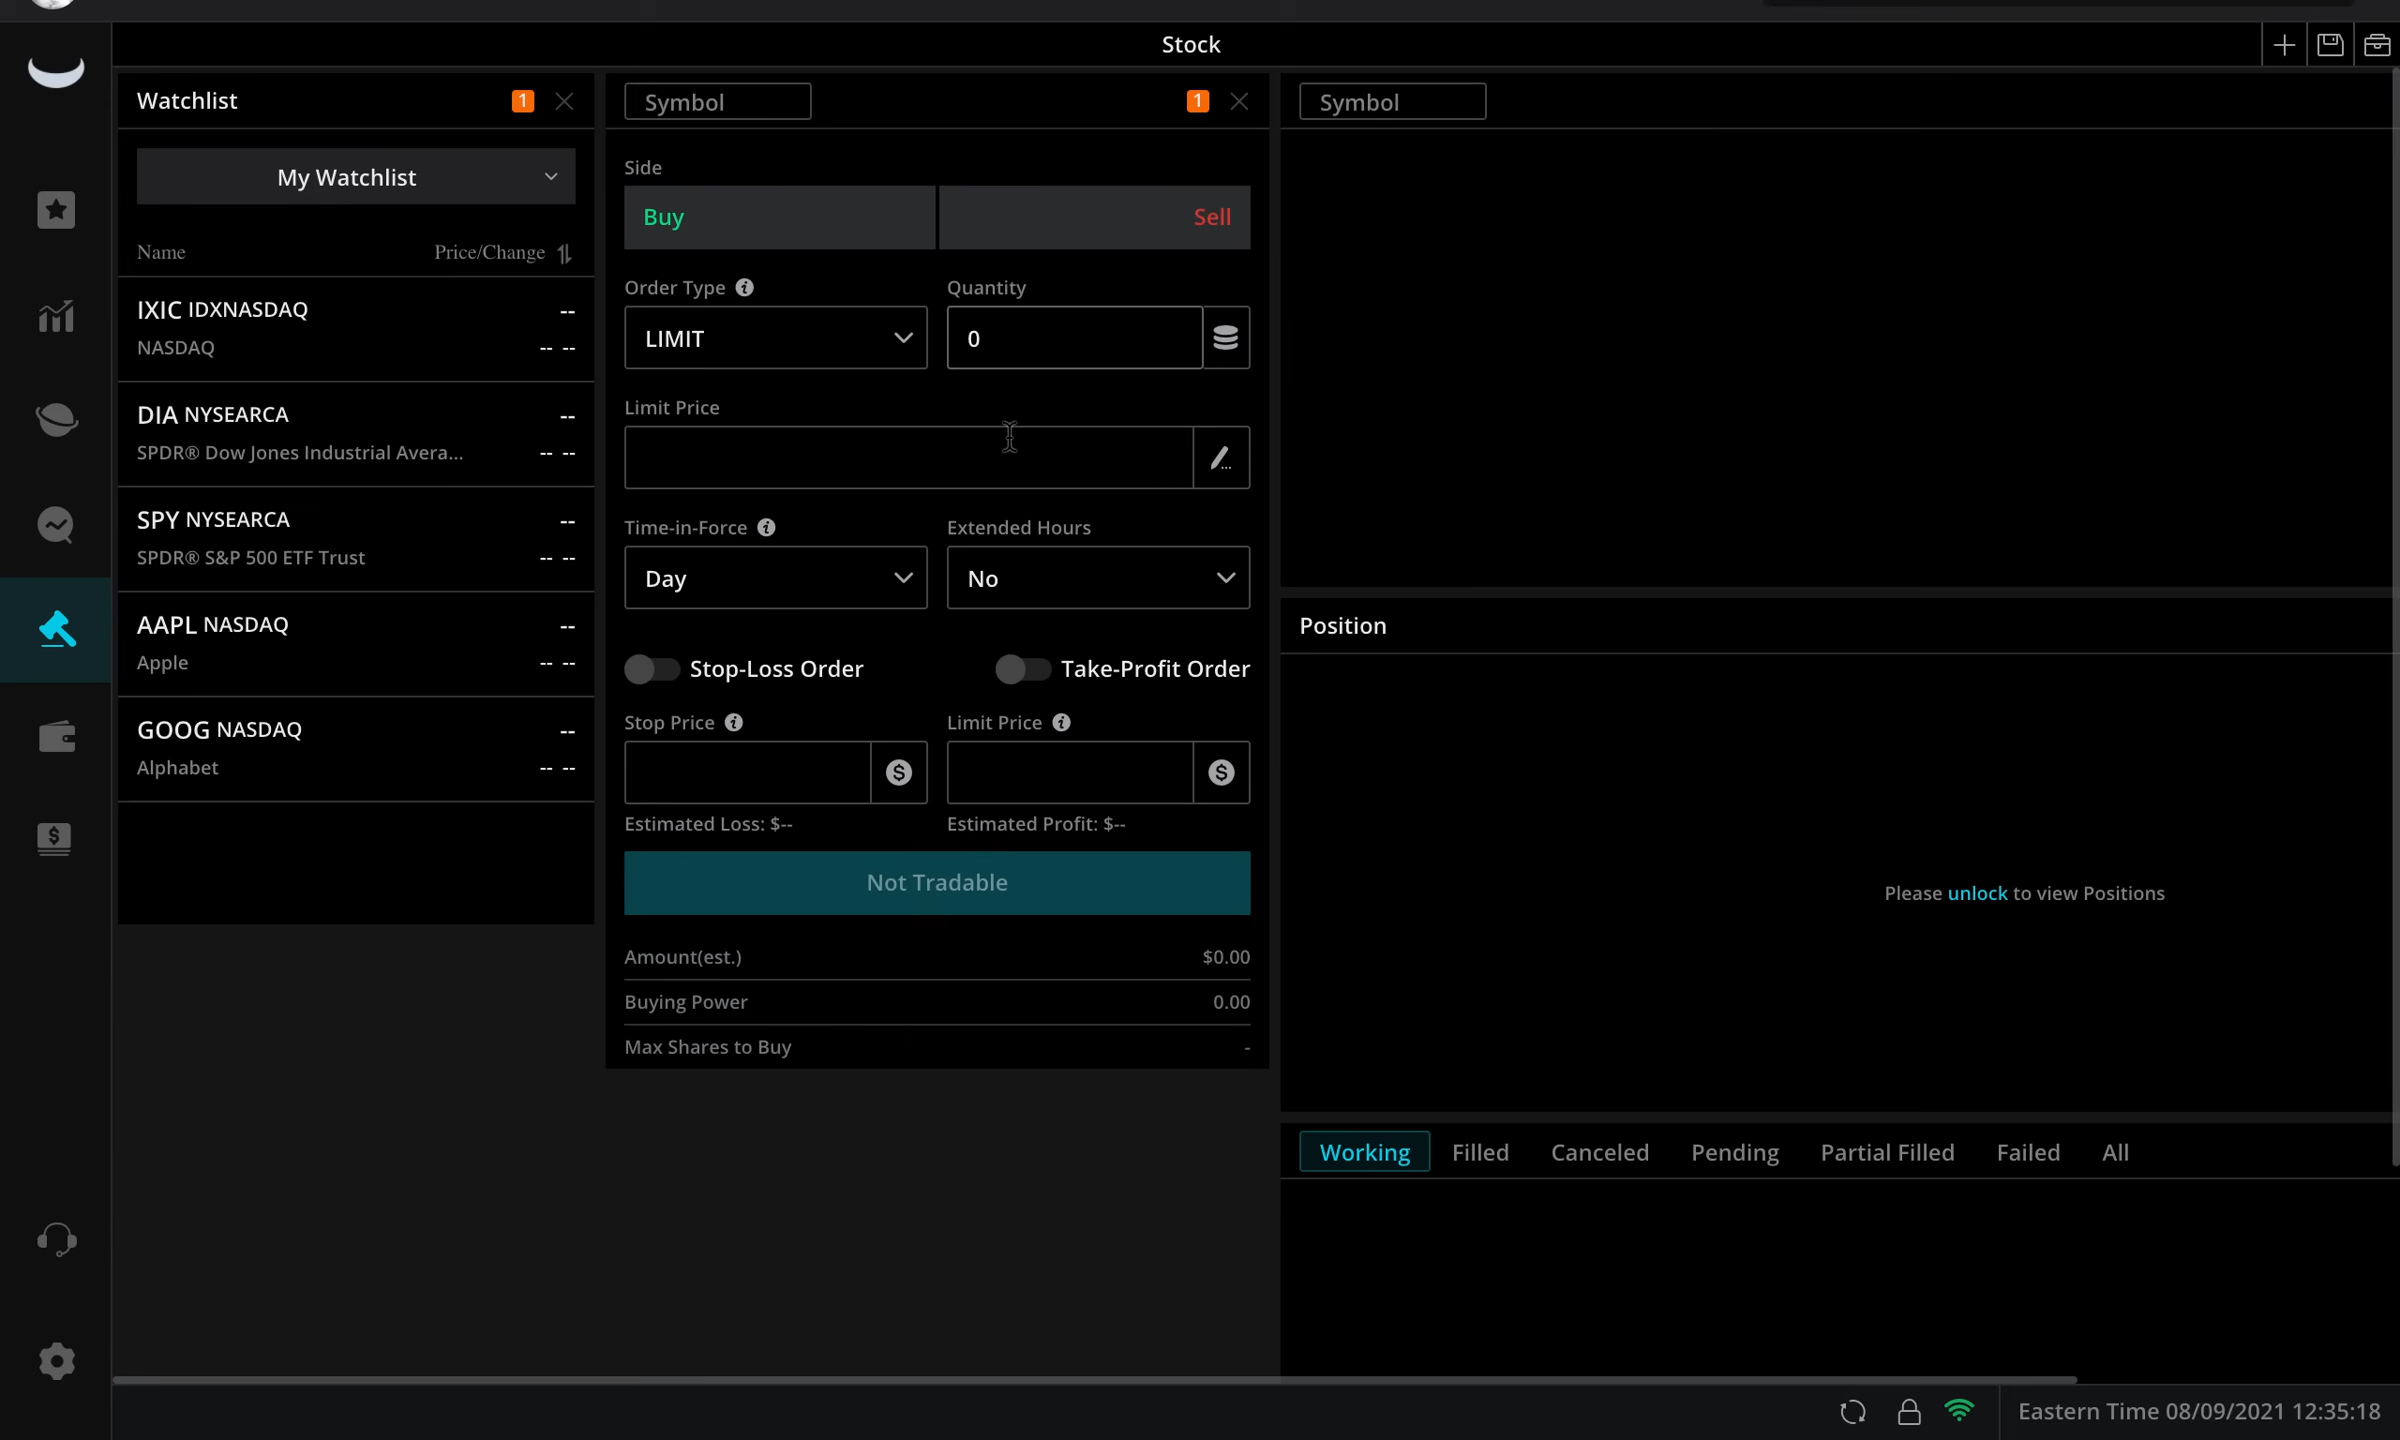 Stock
Watchlist
1
My Watchlist
Name Price/Change
IXIC IDXNASDAQ --
NASDAQ -- --
DIA NYSEARCA --
SPDR® Dow Jones Industrial Avera... -- --
SPY NYSEARCA --
SPDR® S&P 500 ETF Trust -- --
AAPL NASDAQ --
Apple -- --
GOOG NASDAQ --
Alphabet -- --
Symbol
1
Side
Buy Sell
Order Type Quantity
LIMIT 0
Limit Price
Time-in-Force Extended Hours
Day No
Stop-Loss Order Take-Profit Order
Stop Price Limit Price
Estimated Loss: $-- Estimated Profit: $--
Not Tradable
Amount(est.) $0.00
Buying Power 0.00
Max Shares to Buy -
Symbol
Position
Please unlock to view Positions
Working Filled Canceled Pending Partial Filled Failed All
Eastern Time 08/09/2021 12:35:18